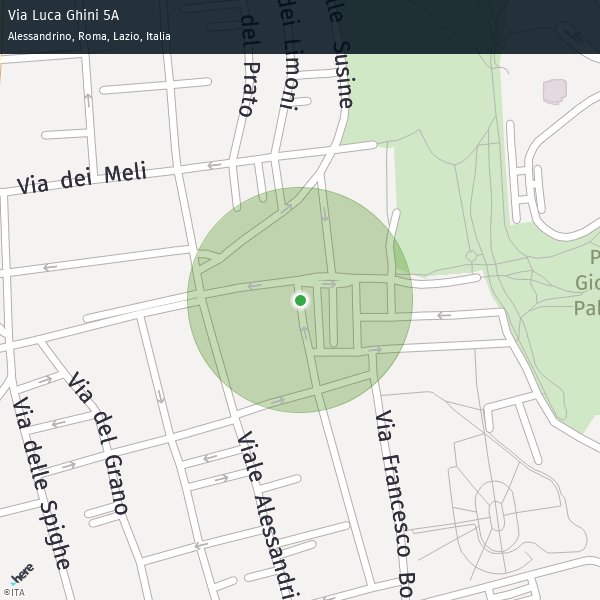 Via Luca Ghini 5A
Alessandrino, Roma, Lazio, Italia
del Prato
dei Limoni
Susine
Via dei Meli
Via del Grano
Via delle Spighe
Viale Alessandri
Via Francesco Bo
P
Gio
Pal
here
©ITA